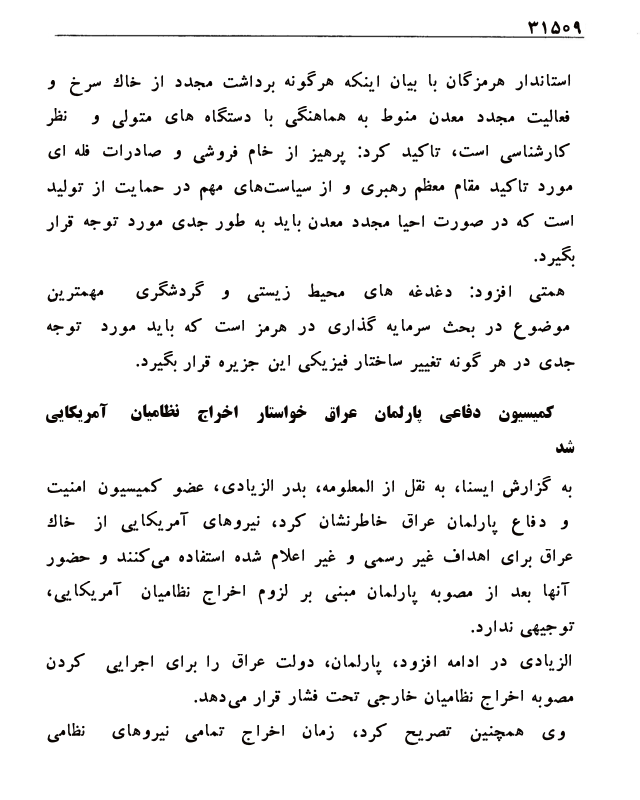 ۳۱۵۰۹
استاندار هرمزگان با بیان اینکه هرگونه برداشت مجدد از خاك سرخ و
فعالیت مجدد معدن منوط به هماهنگی با دستگاه های متولی و نظر
کارشناسی است، تاکید کرد: پرهیز از خام فروشی و صادرات فله ای
مورد تاکید مقام معظم رهبری و از سیاست‌های مهم در حمایت از تولید
است که در صورت احیا مجدد معدن باید به طور جدی مورد توجه قرار
بگیرد.
همتی افزود: دغدغه های محیط زیستی و گردشگری مهمترین
موضوع در بحث سرمایه گذاری در هرمز است که باید مورد توجه
جدی در هر گونه تغییر ساختار فیزیکی این جزیره قرار بگیرد.
کمیسیون دفاعی پارلمان عراق خواستار اخراج نظامیان آمریکایی
شد
به گزارش ایسنا، به نقل از المعلومه، بدر الزیادی، عضو کمیسیون امنیت
و دفاع پارلمان عراق خاطرنشان کرد، نیروهای آمریکایی از خاك
عراق برای اهداف غیر رسمی و غیر اعلام شده استفاده می‌کنند و حضور
آنها بعد از مصوبه پارلمان مبنی بر لزوم اخراج نظامیان آمریکایی،
توجیهی ندارد.
الزیادی در ادامه افزود، پارلمان، دولت عراق را برای اجرایی کردن
مصوبه اخراج نظامیان خارجی تحت فشار قرار می‌دهد.
وی همچنین تصریح کرد، زمان اخراج تمامی نیروهای نظامی